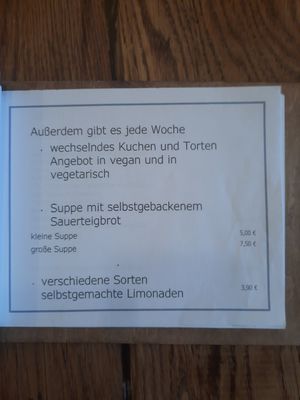 Außerdem gibt es jede Woche
• wechselndes Kuchen und Torten
Angebot in vegan und in
vegetarisch
• Suppe mit selbstgebackenem
Sauerteigbrot
kleine Suppe 5,00 €
große Suppe 7,50 €
• verschiedene Sorten
selbstgemachte Limonaden 3,90 €